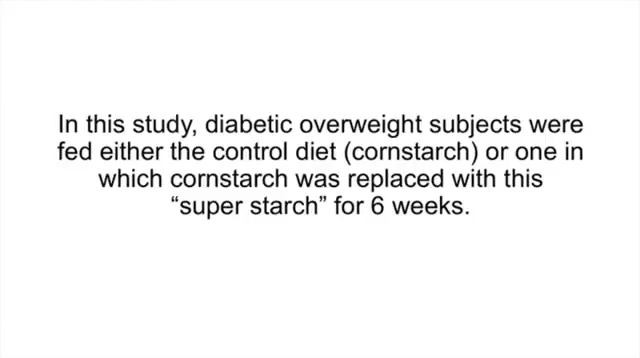 In this study, diabetic overweight subjects were
fed either the control diet (cornstarch) or one in
which cornstarch was replaced with this
“super starch” for 6 weeks.